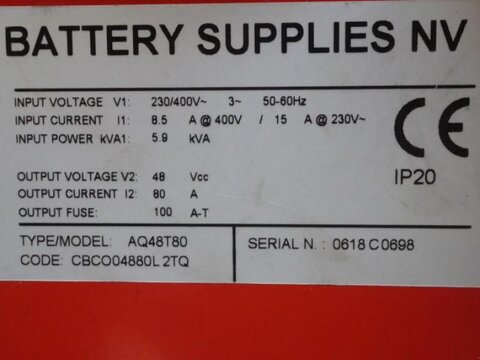 BATTERY SUPPLIES NV
INPUT VOLTAGE V1: 230/400V~ 3~ 50-60Hz
INPUT CURRENT I1: 8.5 A @ 400V / 15 A @ 230V~
INPUT POWER kVA1: 5.9 kVA
CE
OUTPUT VOLTAGE V2: 48 Vcc
IP20
OUTPUT CURRENT I2: 80 A
OUTPUT FUSE: 100 A-T
TYPE/MODEL: AQ48T80
SERIAL N. : 0618 C 0698
CODE: CBCO04880L 2TQ